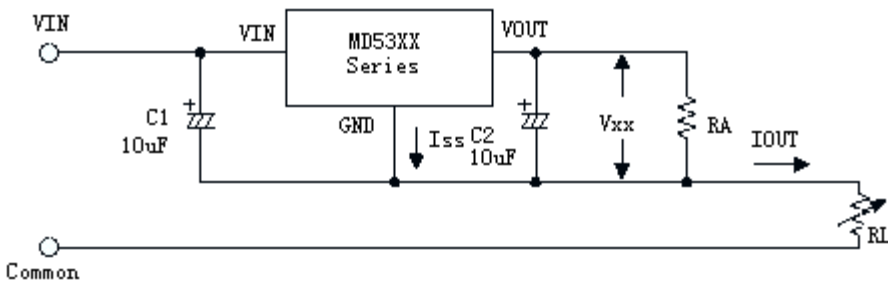 VIN
VIN
MD53XX
Series
VOUT
C1
10uF
GND
Iss
C2
10uF
Vxx
RA
IOUT
RL
Common